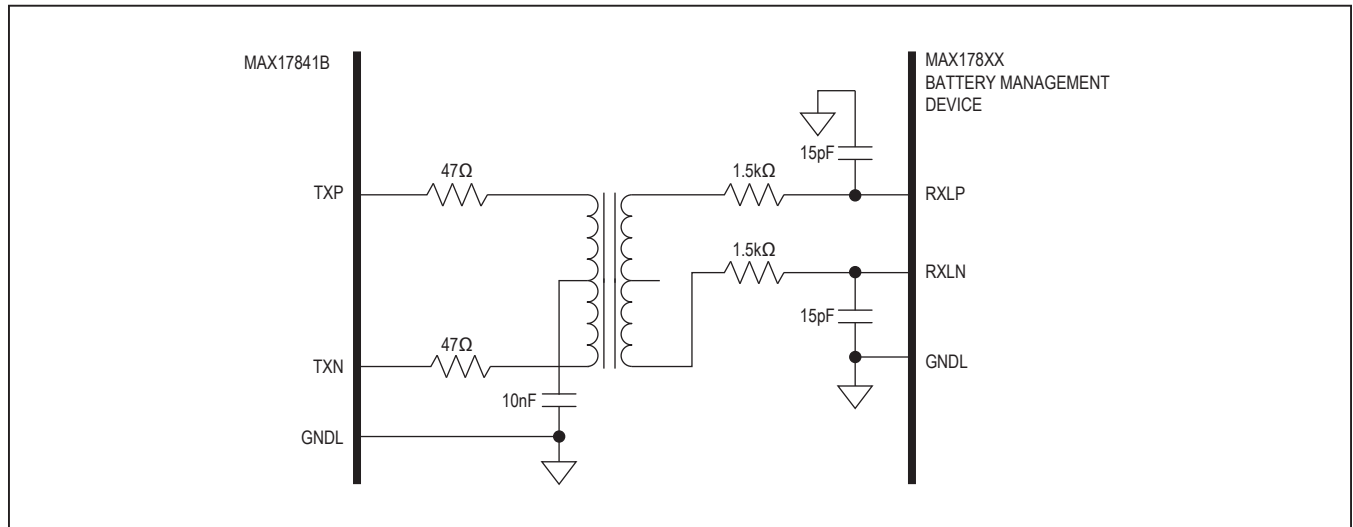 MAX17841B
MAX178XX
BATTERY MANAGEMENT
DEVICE
15pF
47Ω
1.5kΩ
TXP
RXLP
1.5kΩ
RXLN
15pF
47Ω
TXN
GNDL
10nF
GNDL